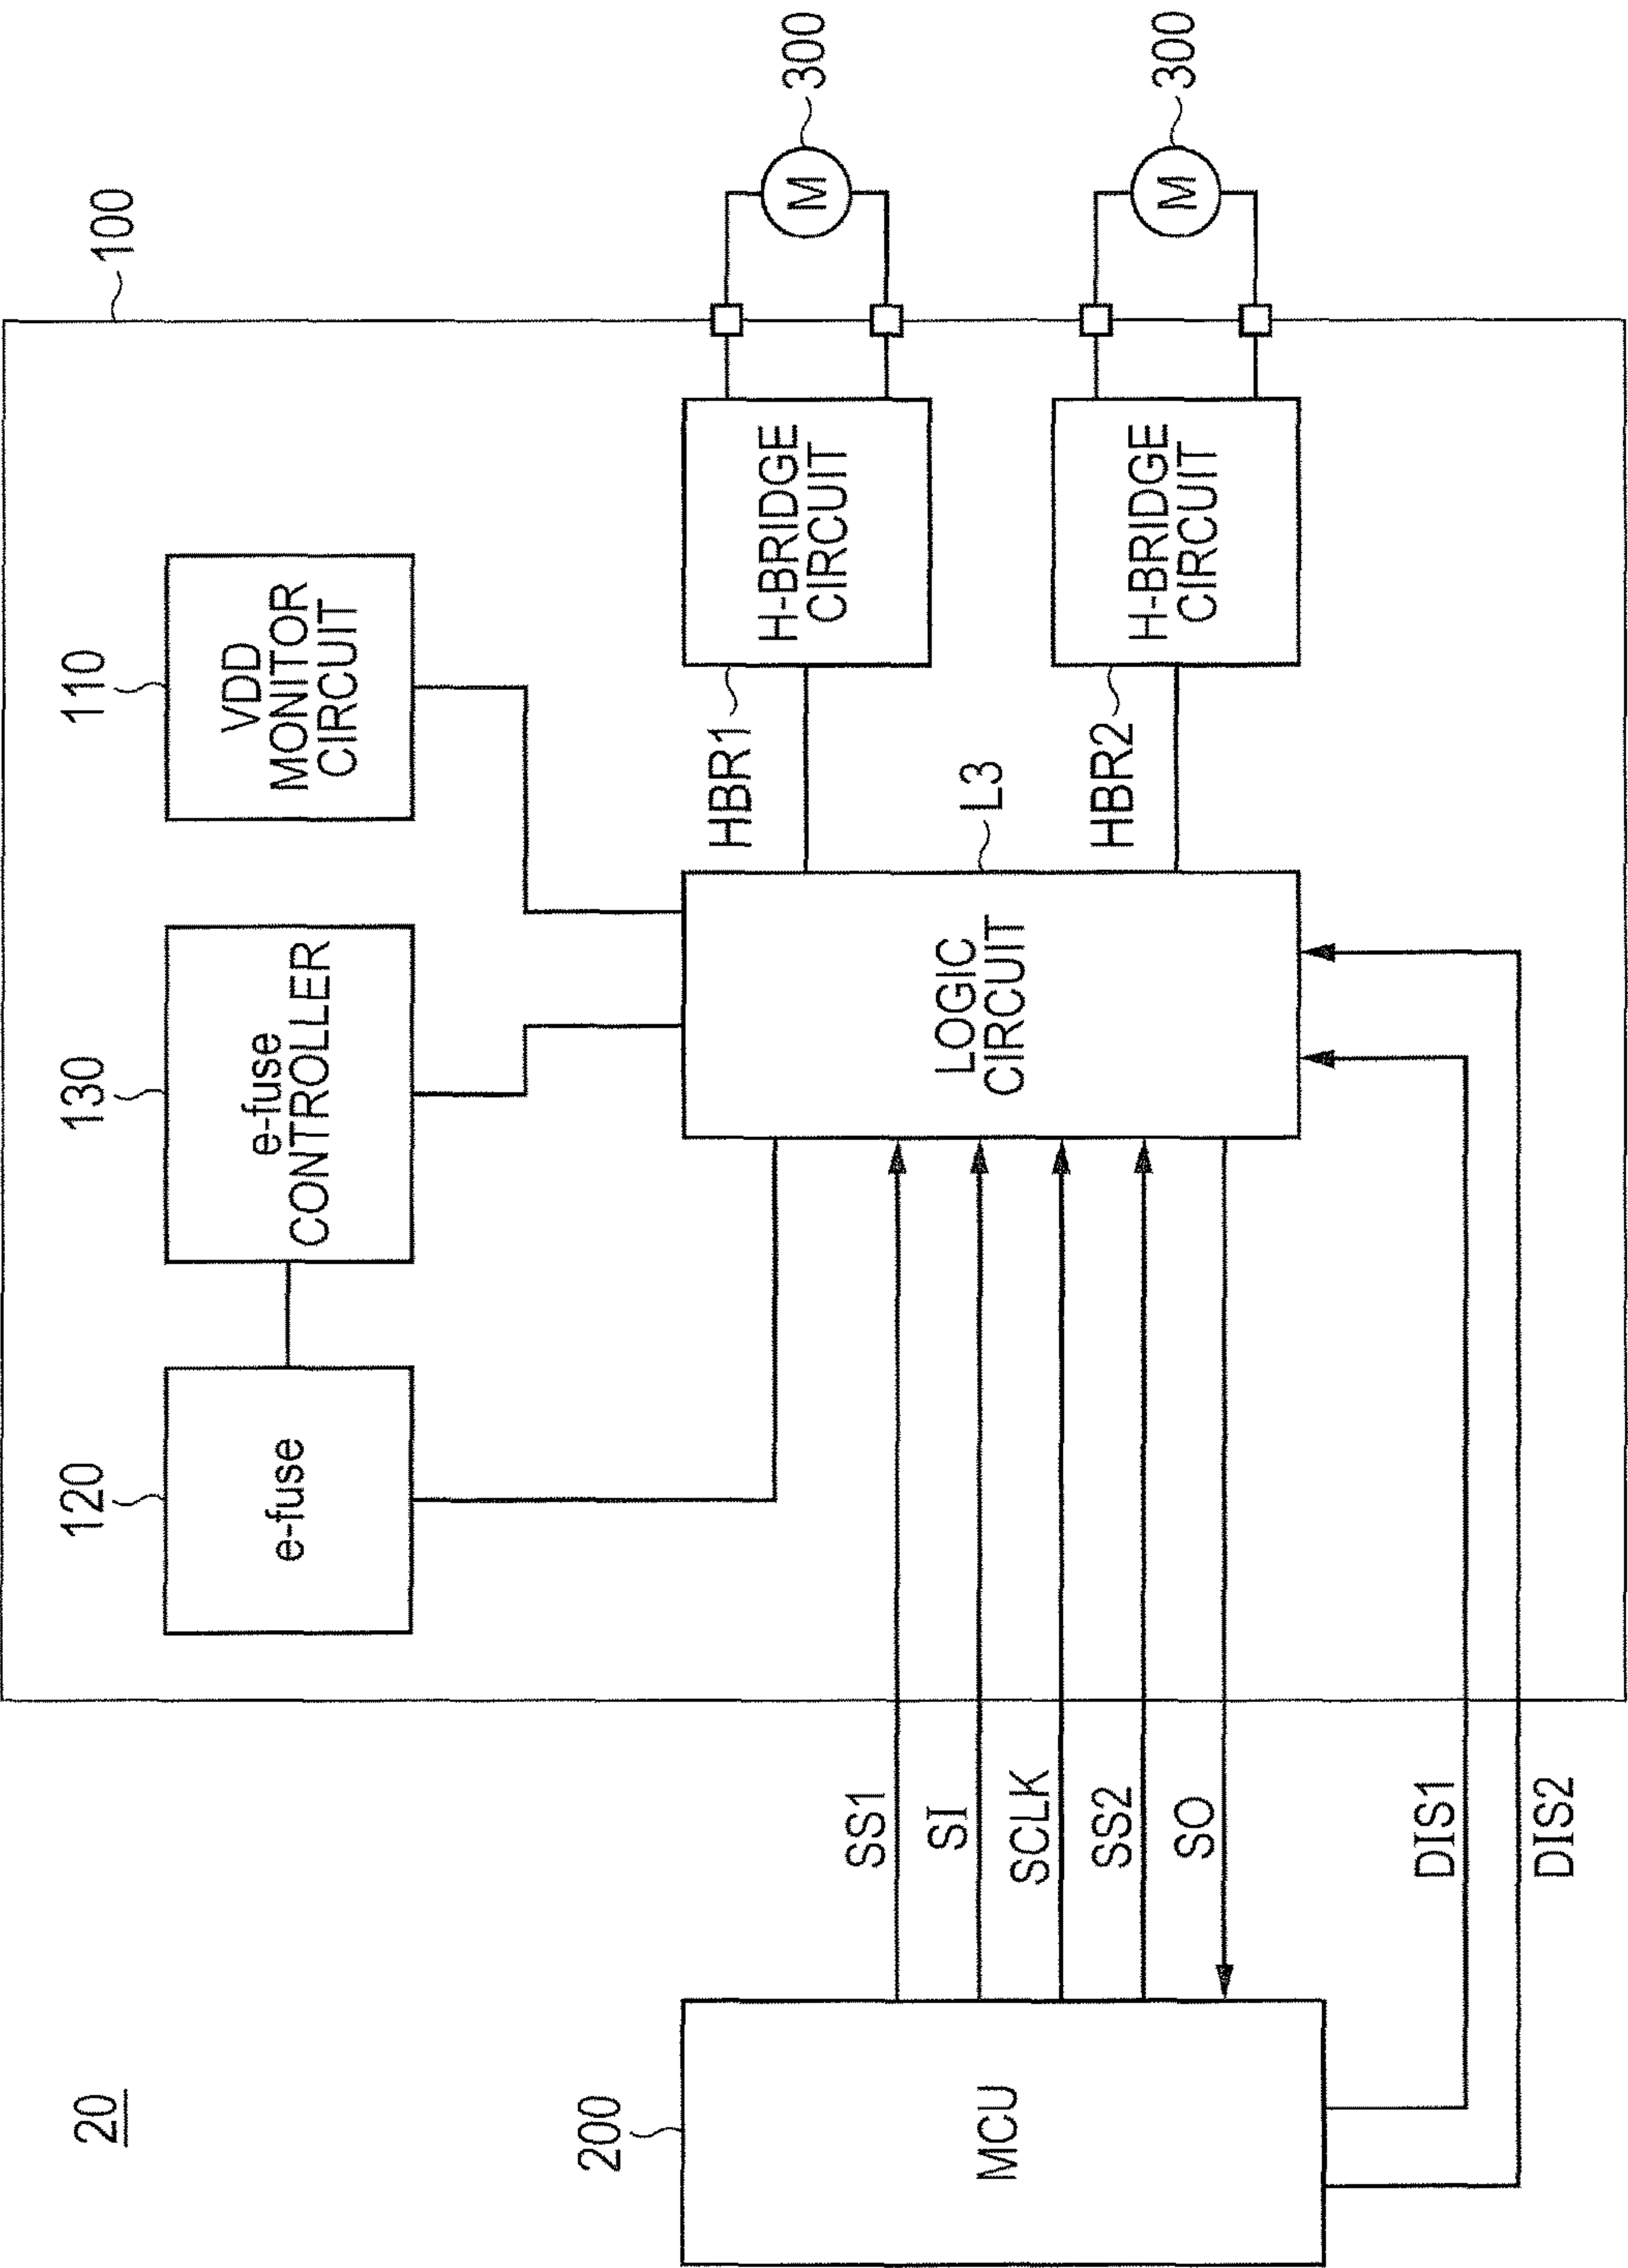 20
100
120
e-fuse
130
e-fuse
CONTROLLER
110
VDD
MONITOR
CIRCUIT
200
MCU
SS1
SI
SCLK
SS2
SO
DIS1
DIS2
LOGIC
CIRCUIT
L3
HBR1
H-BRIDGE
CIRCUIT
M
300
HBR2
H-BRIDGE
CIRCUIT
M
300